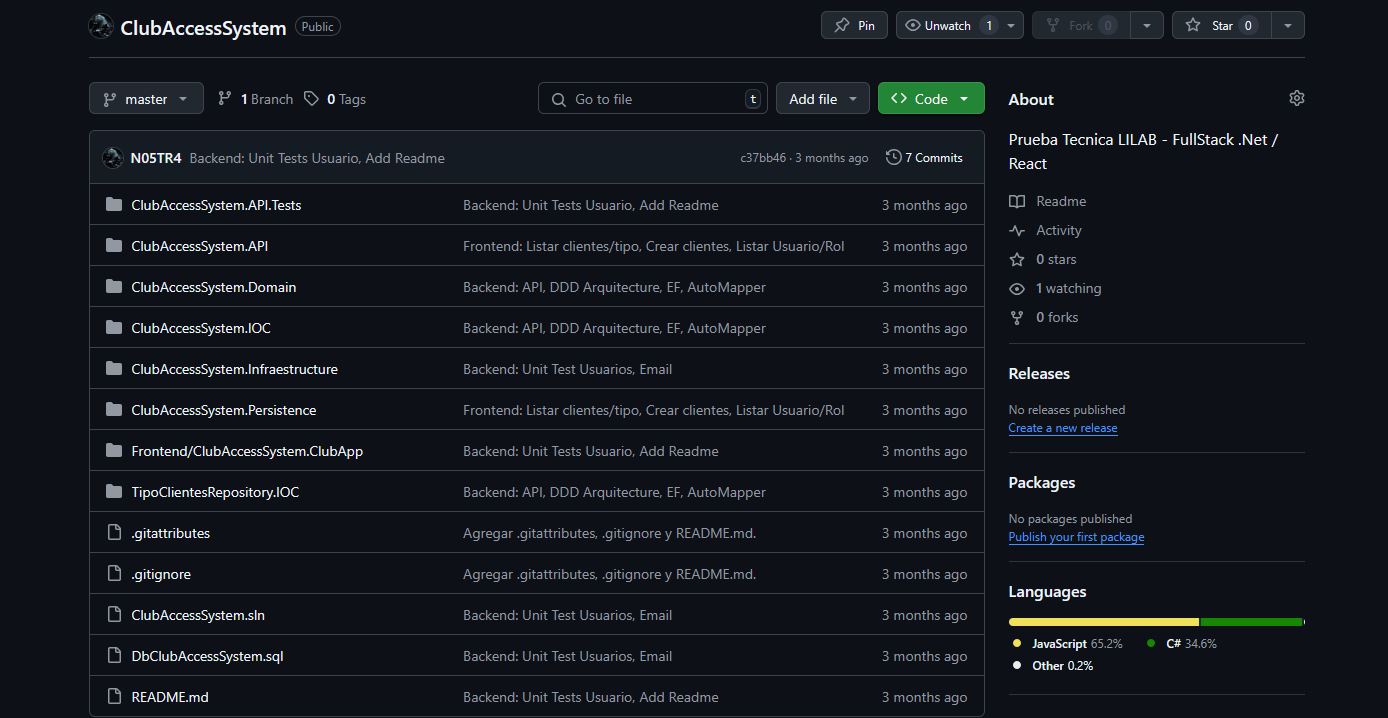 ClubAccessSystem Public Pin Unwatch 1 Fork 0 Star 0
master 1 Branch 0 Tags Go to file t Add file Code
N05TR4 Backend: Unit Tests Usuario, Add Readme c37bb46 · 3 months ago 7 Commits
ClubAccessSystem.API.Tests Backend: Unit Tests Usuario, Add Readme 3 months ago
ClubAccessSystem.API Frontend: Listar clientes/tipo, Crear clientes, Listar Usuario/Rol 3 months ago
ClubAccessSystem.Domain Backend: API, DDD Arquitecture, EF, AutoMapper 3 months ago
ClubAccessSystem.IOC Backend: API, DDD Arquitecture, EF, AutoMapper 3 months ago
ClubAccessSystem.Infraestructure Backend: Unit Test Usuarios, Email 3 months ago
ClubAccessSystem.Persistence Frontend: Listar clientes/tipo, Crear clientes, Listar Usuario/Rol 3 months ago
Frontend/ClubAccessSystem.ClubApp Backend: Unit Tests Usuario, Add Readme 3 months ago
TipoClientesRepository.IOC Backend: API, DDD Arquitecture, EF, AutoMapper 3 months ago
.gitattributes Agregar .gitattributes, .gitignore y README.md. 3 months ago
.gitignore Agregar .gitattributes, .gitignore y README.md. 3 months ago
ClubAccessSystem.sln Backend: Unit Test Usuarios, Email 3 months ago
DbClubAccessSystem.sql Backend: Unit Test Usuarios, Email 3 months ago
README.md Backend: Unit Tests Usuario, Add Readme 3 months ago
About
Prueba Tecnica LILAB - FullStack .Net /
React
Readme
Activity
0 stars
1 watching
0 forks
Releases
No releases published
Create a new release
Packages
No packages published
Publish your first package
Languages
JavaScript 65.2% C# 34.6%
Other 0.2%